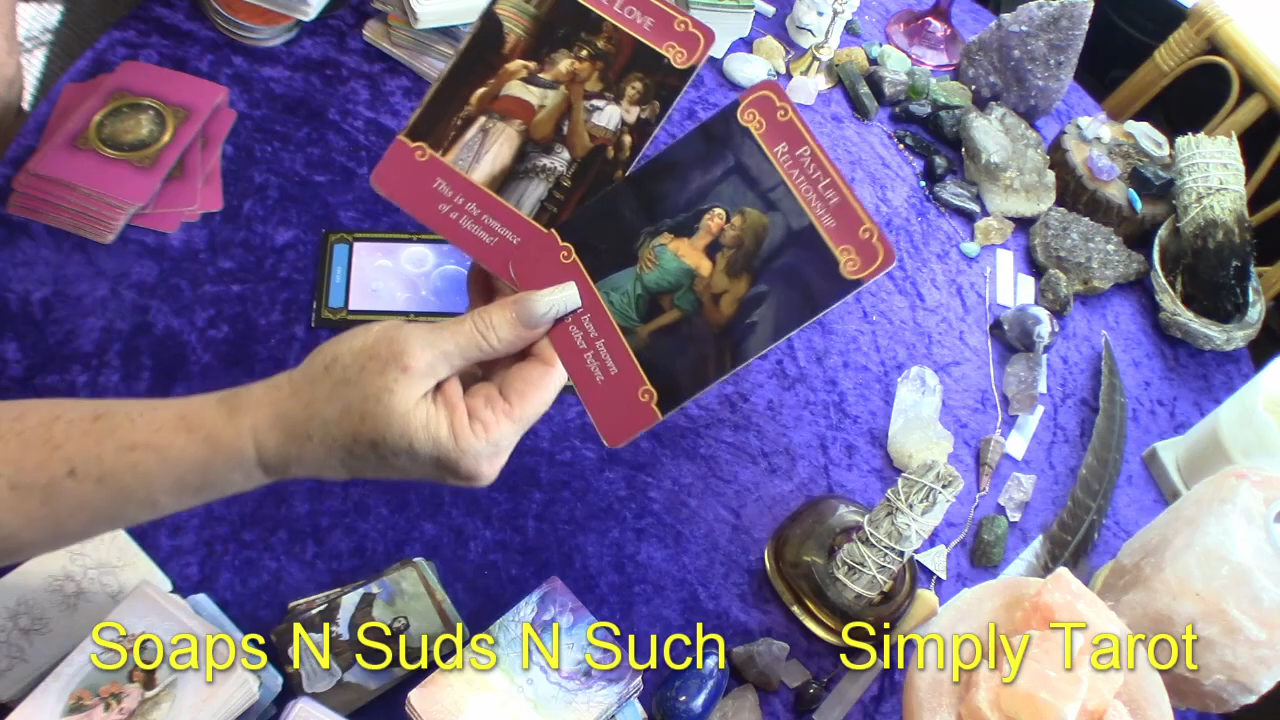 LOVE
This is the romance
of a lifetime!
PAST-LIFE
RELATIONSHIP
have known
other before.
Soaps N Suds N Such
Simply Tarot